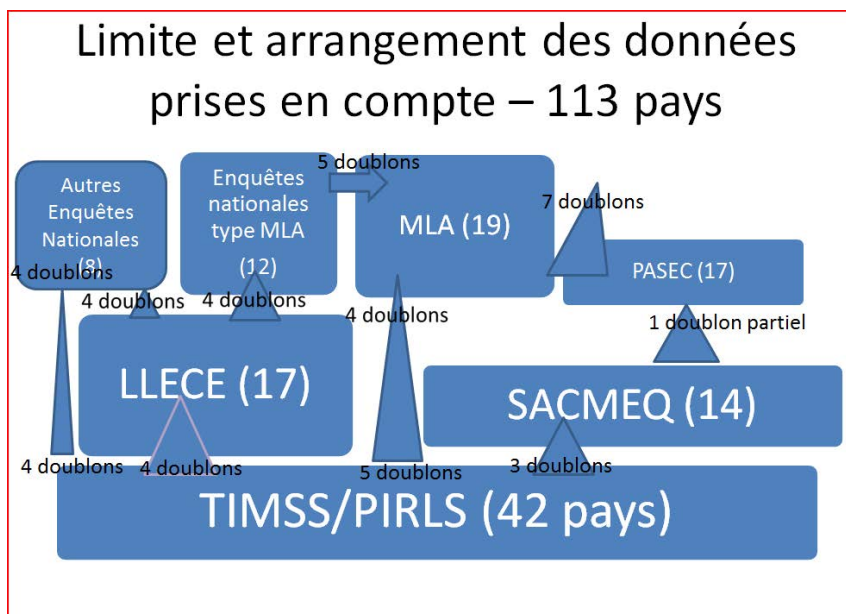 Limite et arrangement des données
prises en compte – 113 pays
5 doublons
Autres
Enquêtes
Nationales
(8)
Enquêtes
nationales
type MLA
(12)
MLA (19)
7 doublons
PASEC (17)
4 doublons
4 doublons
4 doublons
4 doublons
1 doublon partiel
LLECE (17)
SACMEQ (14)
4 doublons
4 doublons
5 doublons
3 doublons
TIMSS/PIRLS (42 pays)